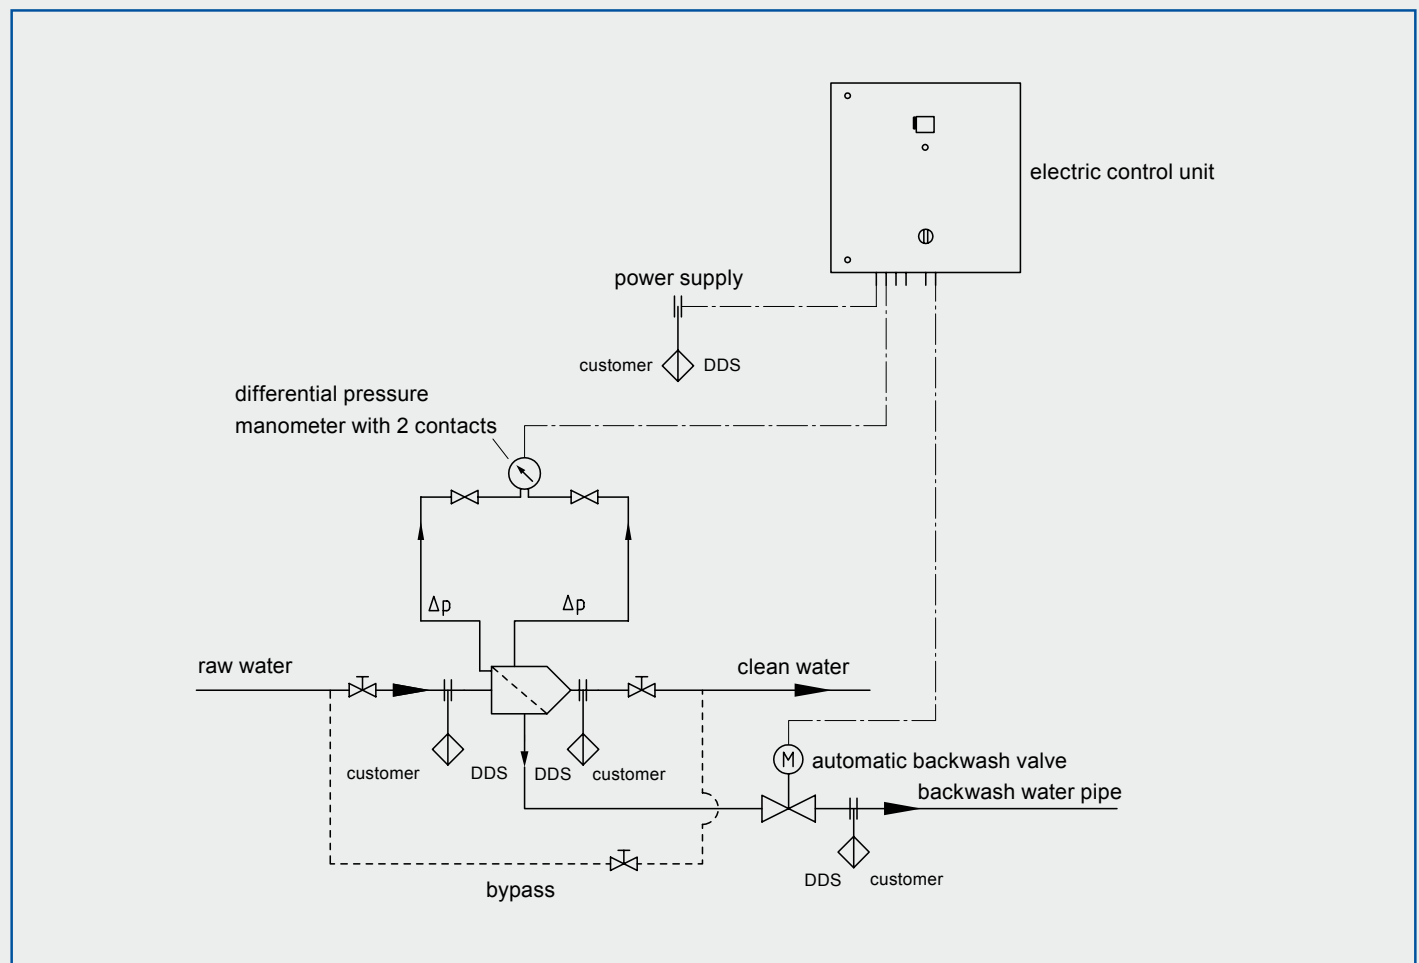 electric control unit
power supply
customer DDS
differential pressure
manometer with 2 contacts
Δp Δp
raw water clean water
customer DDS DDS customer
M automatic backwash valve
backwash water pipe
bypass
DDS customer